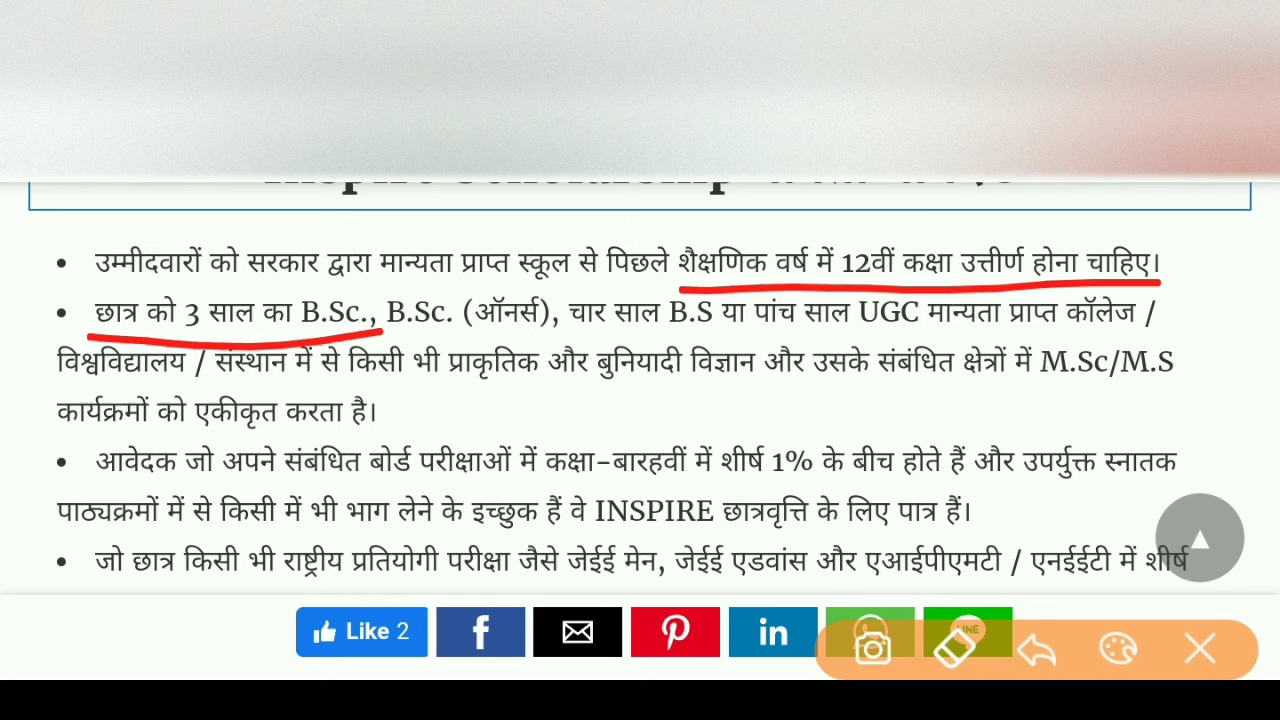 उम्मीदवारों को सरकार द्वारा मान्यता प्राप्त स्कूल से पिछले शैक्षणिक वर्ष में 12वीं कक्षा उत्तीर्ण होना चाहिए।
छात्र को 3 साल का B.Sc., B.Sc. (ऑनर्स), चार साल B.S या पांच साल UGC मान्यता प्राप्त कॉलेज /
विश्वविद्यालय / संस्थान में से किसी भी प्राकृतिक और बुनियादी विज्ञान और उसके संबंधित क्षेत्रों में M.Sc/M.S
कार्यक्रमों को एकीकृत करता है।
आवेदक जो अपने संबंधित बोर्ड परीक्षाओं में कक्षा-बारहवीं में शीर्ष 1% के बीच होते हैं और उपर्युक्त स्नातक
पाठ्यक्रमों में से किसी में भी भाग लेने के इच्छुक हैं वे INSPIRE छात्रवृत्ति के लिए पात्र हैं।
जो छात्र किसी भी राष्ट्रीय प्रतियोगी परीक्षा जैसे जेईई मेन, जेईई एडवांस और एआईपीएमटी / एनईईटी में शीर्ष
Like 2
f
in
LINE